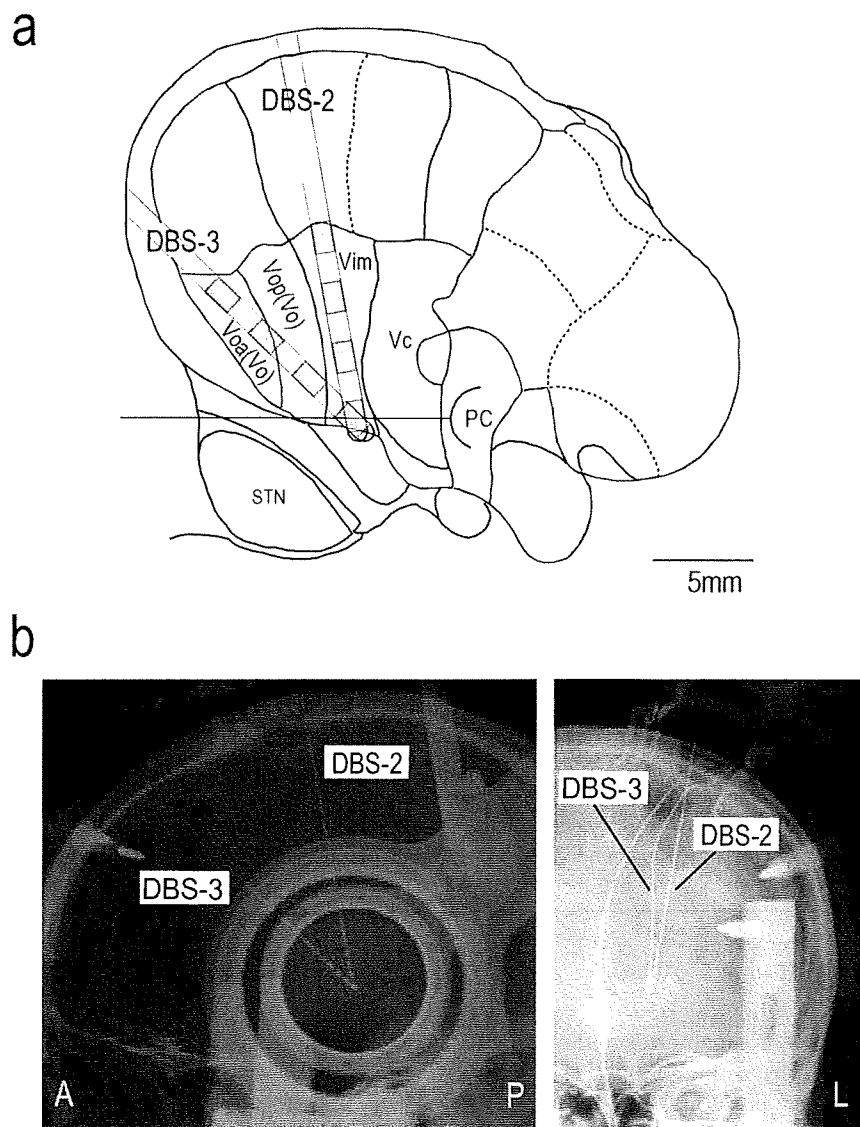 a
DBS-2
DBS-3
Vim
Vop(Vo)
Voa(Vo)
Vc
PC
STN
5mm
b
DBS-2
DBS-3
A
P
DBS-3
DBS-2
L